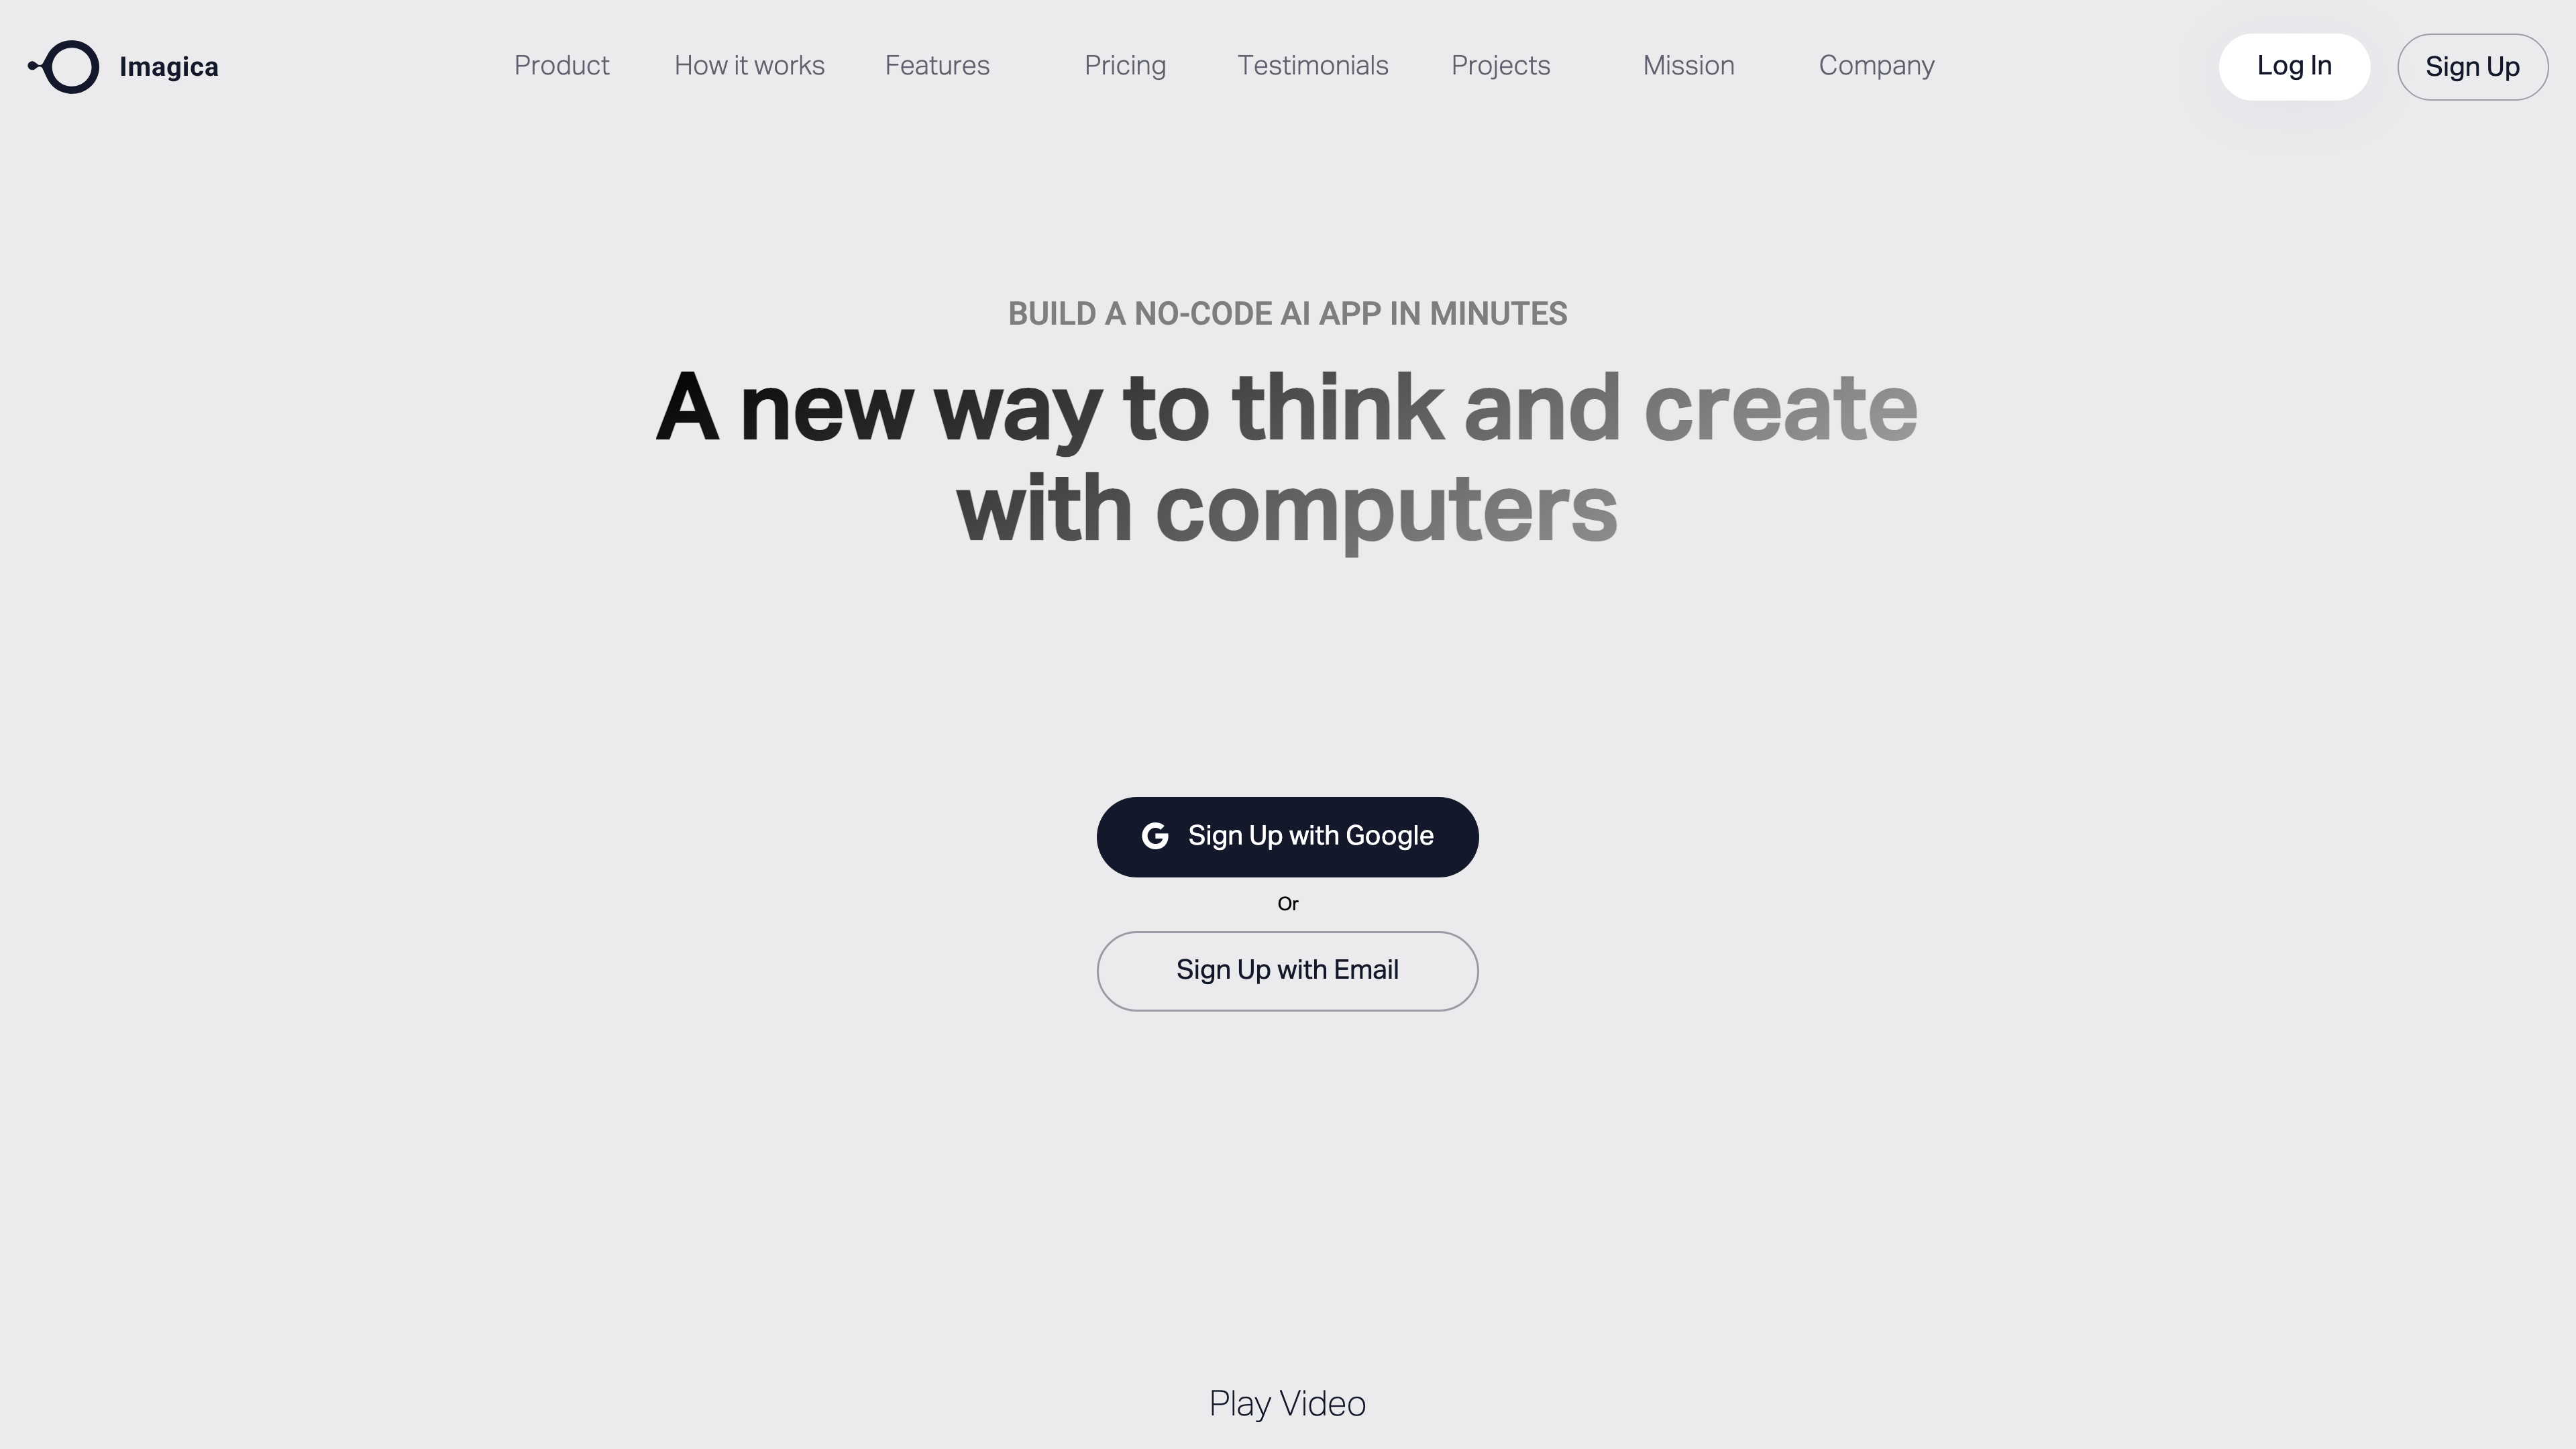 Imagica
Product
How it works
Features
Pricing
Testimonials
Projects
Mission
Company
Log In
Sign Up
BUILD A NO-CODE AI APP IN MINUTES
A new way to think and create
with computers
Sign Up with Google
Or
Sign Up with Email
Play Video